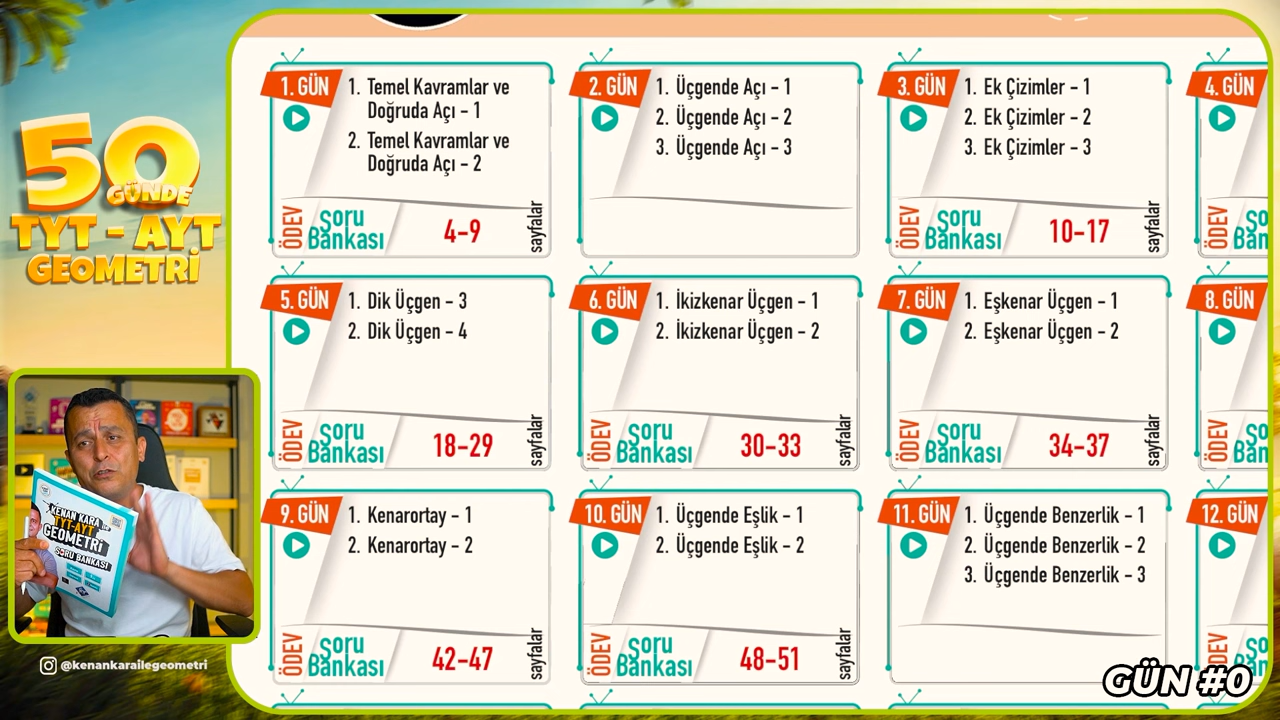 50
GÜNDE
TYT - AYT
GEOMETRİ
1. GÜN
1. Temel Kavramlar ve
Doğruda Açı - 1
2. Temel Kavramlar ve
Doğruda Açı - 2
ÖDEV
Soru
Bankası
4-9
sayfalar
2. GÜN
1. Üçgende Açı - 1
2. Üçgende Açı - 2
3. Üçgende Açı - 3
3. GÜN
1. Ek Çizimler - 1
2. Ek Çizimler - 2
3. Ek Çizimler - 3
ÖDEV
Soru
Bankası
10-17
sayfalar
4. GÜN
ÖDEV
5. GÜN
1. Dik Üçgen - 3
2. Dik Üçgen - 4
ÖDEV
Soru
Bankası
18-29
sayfalar
6. GÜN
1. İkizkenar Üçgen - 1
2. İkizkenar Üçgen - 2
ÖDEV
Soru
Bankası
30-33
sayfalar
7. GÜN
1. Eşkenar Üçgen - 1
2. Eşkenar Üçgen - 2
ÖDEV
Soru
Bankası
34-37
sayfalar
8. GÜN
ÖDEV
9. GÜN
1. Kenarortay - 1
2. Kenarortay - 2
ÖDEV
Soru
Bankası
42-47
sayfalar
10. GÜN
1. Üçgende Eşlik - 1
2. Üçgende Eşlik - 2
ÖDEV
Soru
Bankası
48-51
sayfalar
11. GÜN
1. Üçgende Benzerlik - 1
2. Üçgende Benzerlik - 2
3. Üçgende Benzerlik - 3
12. GÜN
KENAN KARA
TYT-AYT
GEOMETRİ
SORU BANKASI
@kenankarailegeometri
GÜN #0